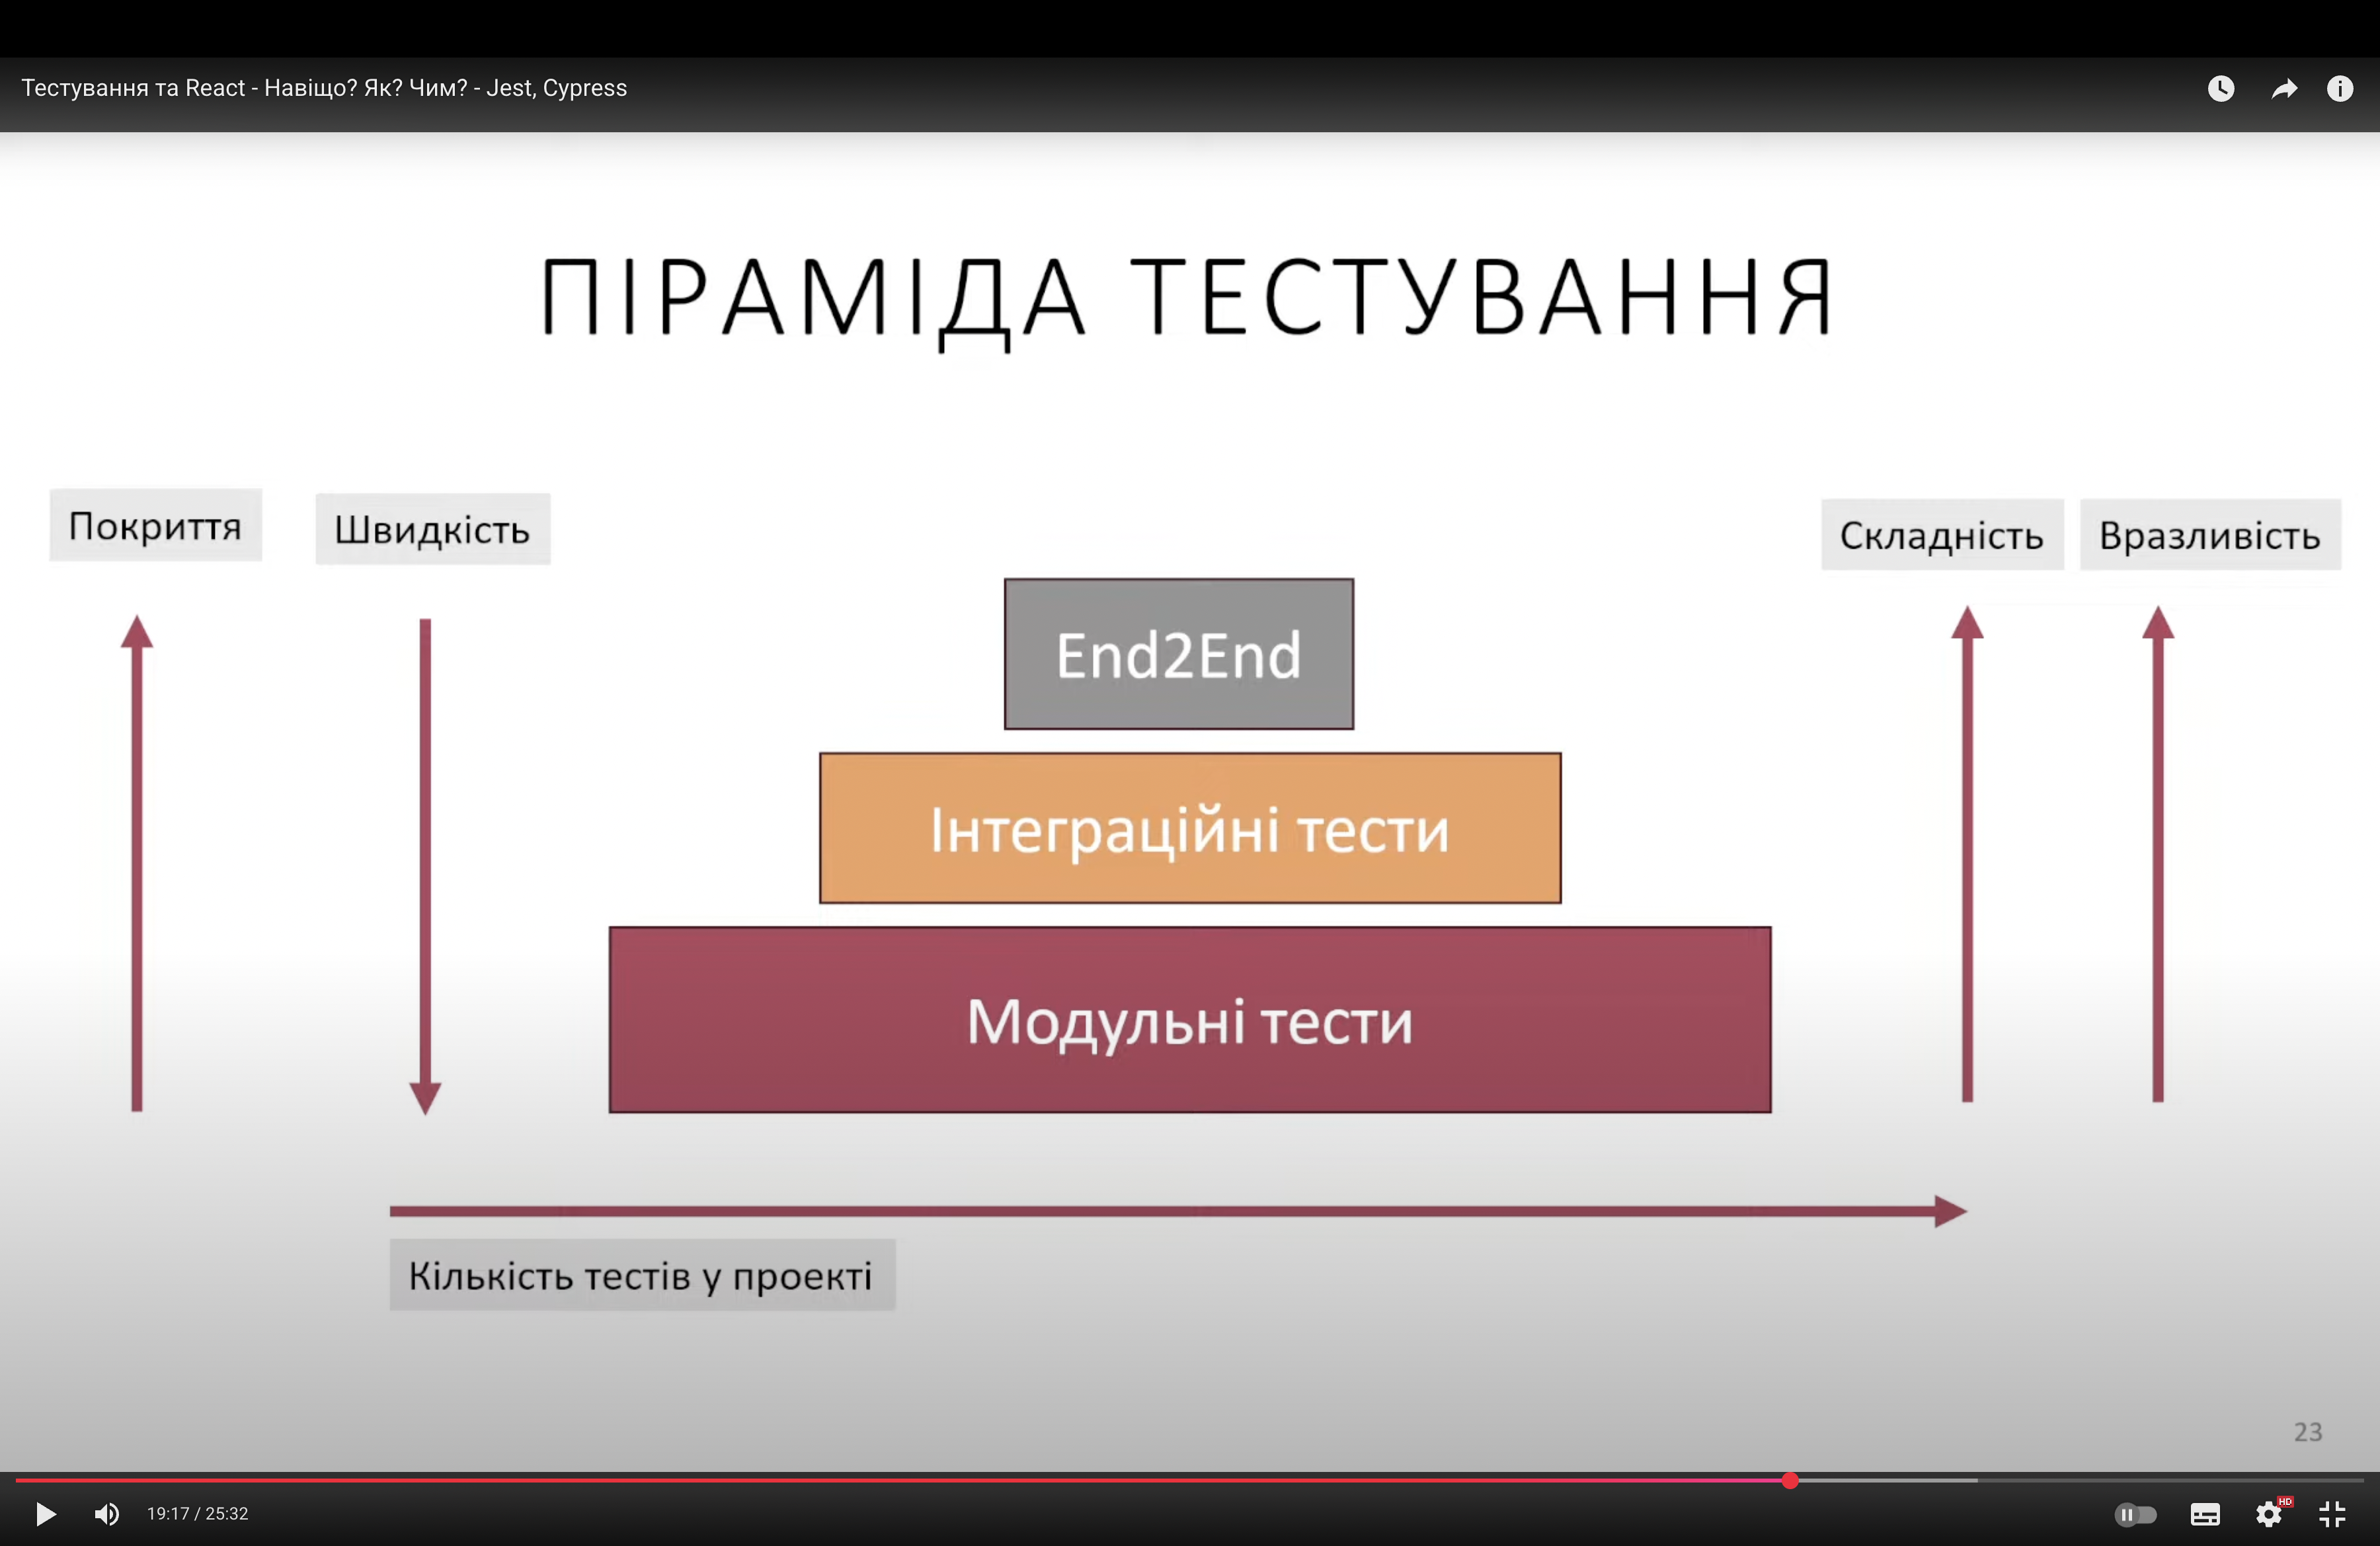 Тестування та React - Навіщо? Як? Чим? - Jest, Cypress
ПІРАМІДА ТЕСТУВАННЯ
Покриття
Швидкість
Складність
Вразливість
End2End
Інтеграційні тести
Модульні тести
Кількість тестів у проекті
23
19:17 / 25:32
HD